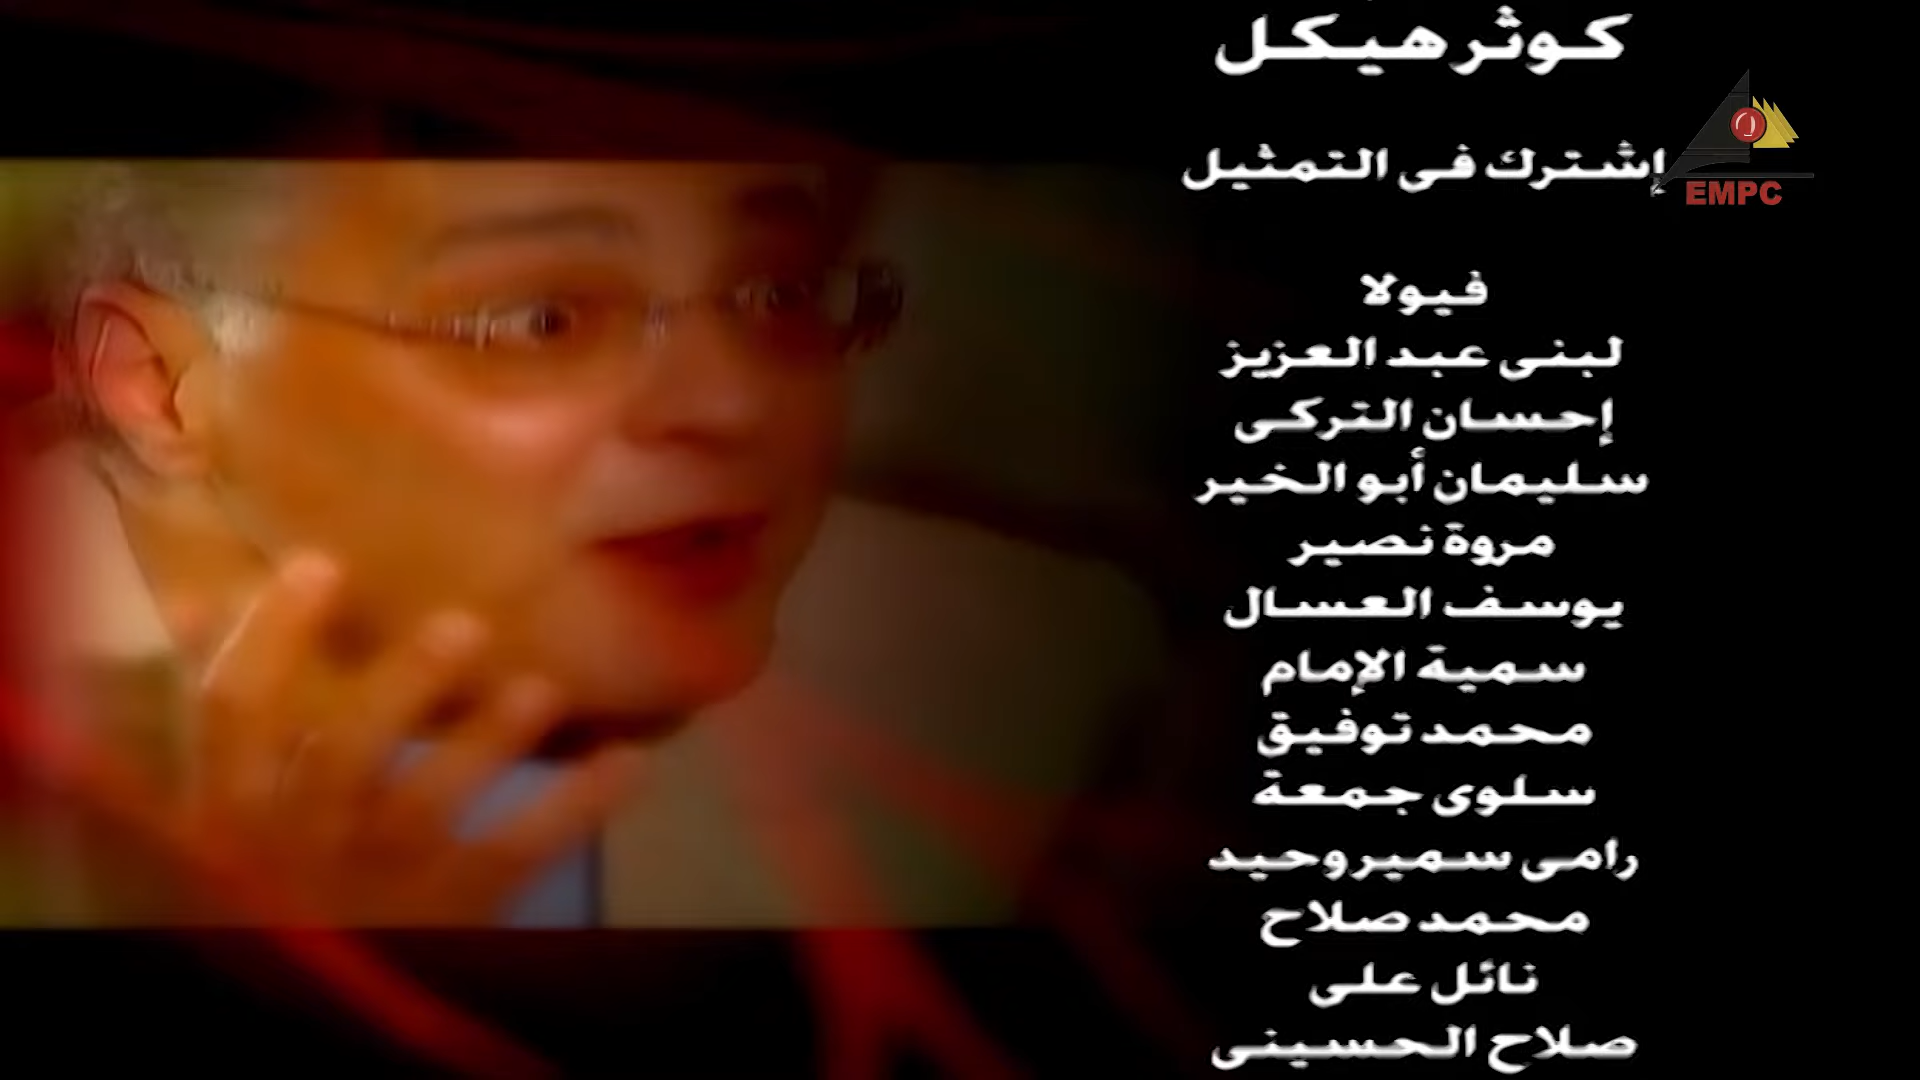 كوثر هيكل
إشترك فى التمثيل
EMPC
فيولا
لبنى عبد العزيز
إحسان التركى
سليمان أبو الخير
مروة نصير
يوسف العسال
سمية الإمام
محمد توفيق
سلوى جمعة
رامى سمير وحيد
محمد صلاح
نائل على
صلاح الحسينى